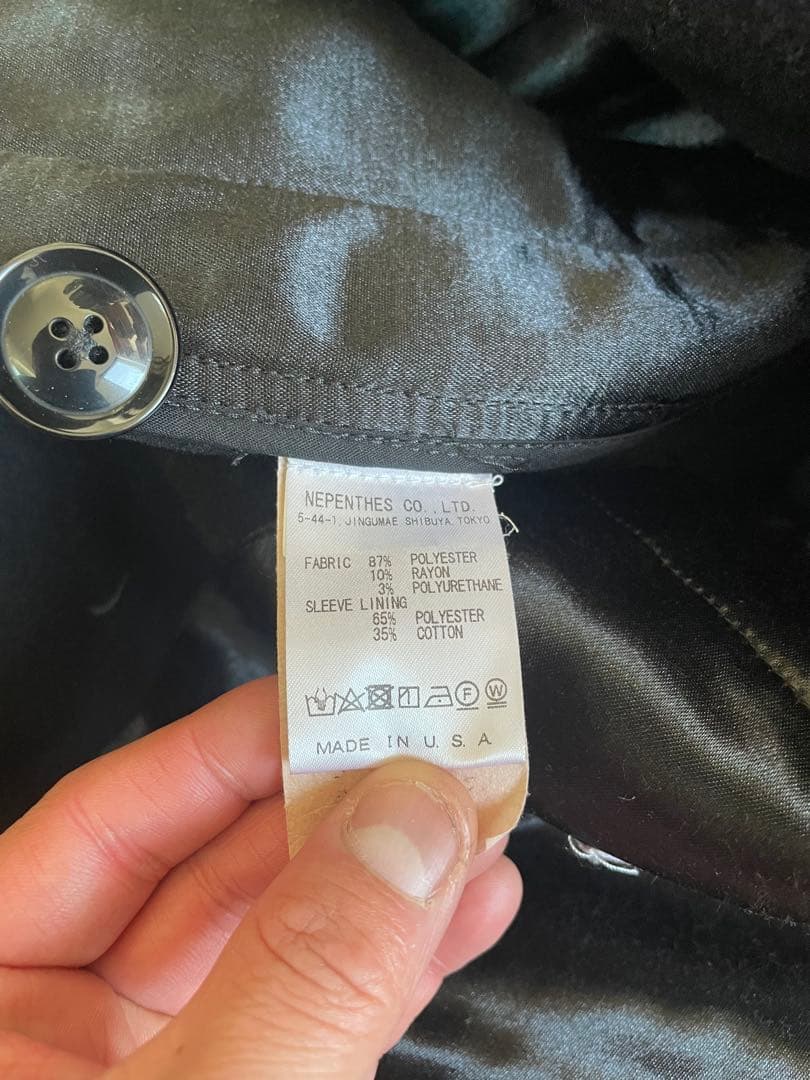 NEPENTHES CO.,LTD.
5-44-1, JINGUMAE SHIBUYA, TOKYO
FABRIC 87% POLYESTER
10% RAYON
3% POLYURETHANE
SLEEVE LINING
65% POLYESTER
35% COTTON
F W
MADE IN U.S.A